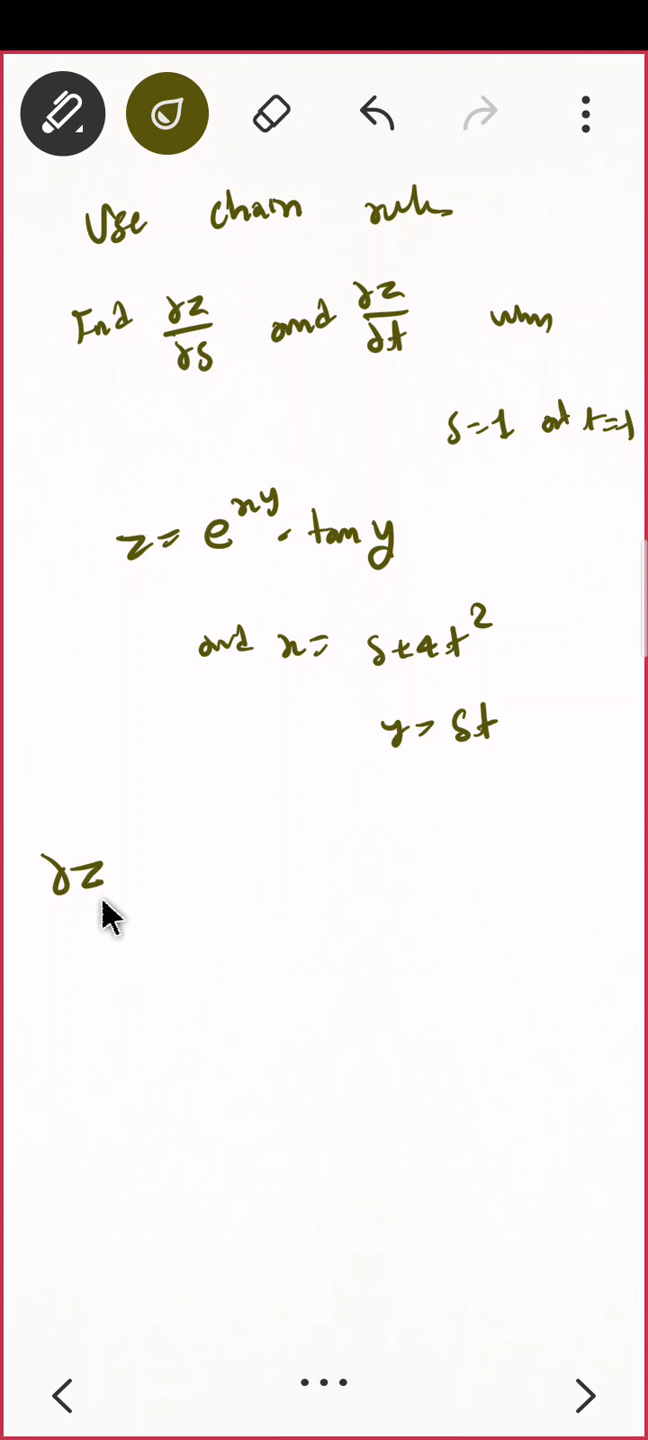 Use chain rule
Find ∂z/∂s and ∂z/∂t when
s=1 at t=1
z= e^xy . tan y
and x= s+4t²
y= st
∂z